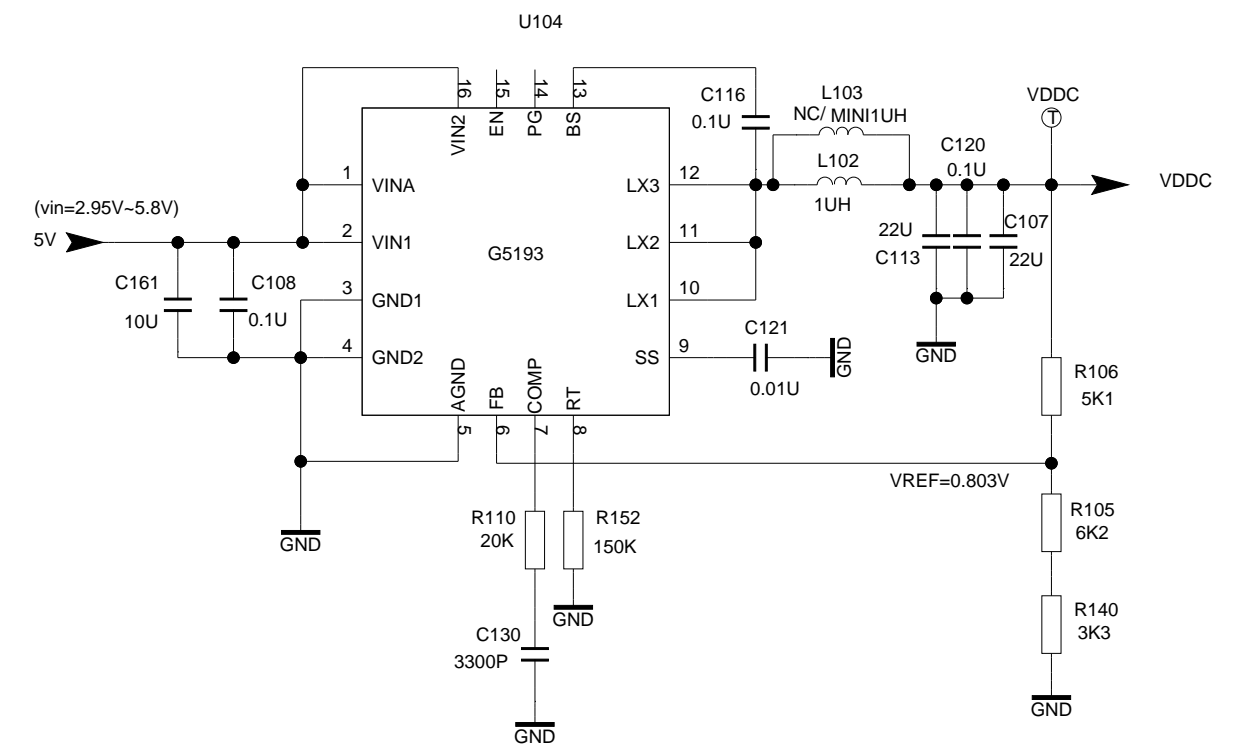 U104
16
15
14
13
VIN2
EN
PG
BS
C116
0.1U
L103
NC/ MINI1UH
L102
1UH
VDDC
T
C120
0.1U
VDDC
1
VINA
12
LX3
(vin=2.95V~5.8V)
5V
2
VIN1
G5193
11
LX2
22U
C113
C107
22U
C161
10U
C108
0.1U
3
GND1
10
LX1
4
GND2
9
SS
C121
0.01U
GND
GND
AGND
FB
COMP
RT
5
6
7
8
R106
5K1
VREF=0.803V
R110
20K
R152
150K
R105
6K2
GND
GND
R140
3K3
C130
3300P
GND
GND